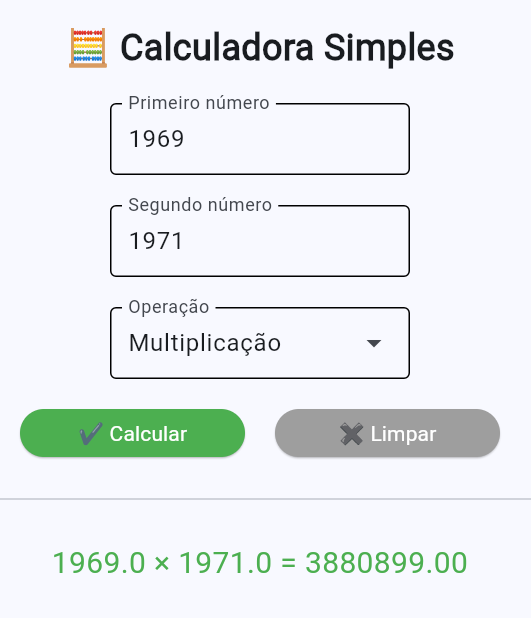 🧮 Calculadora Simples
Primeiro número
1969
Segundo número
1971
Operação
Multiplicação
✔️ Calcular
✖️ Limpar
1969.0 × 1971.0 = 3880899.00